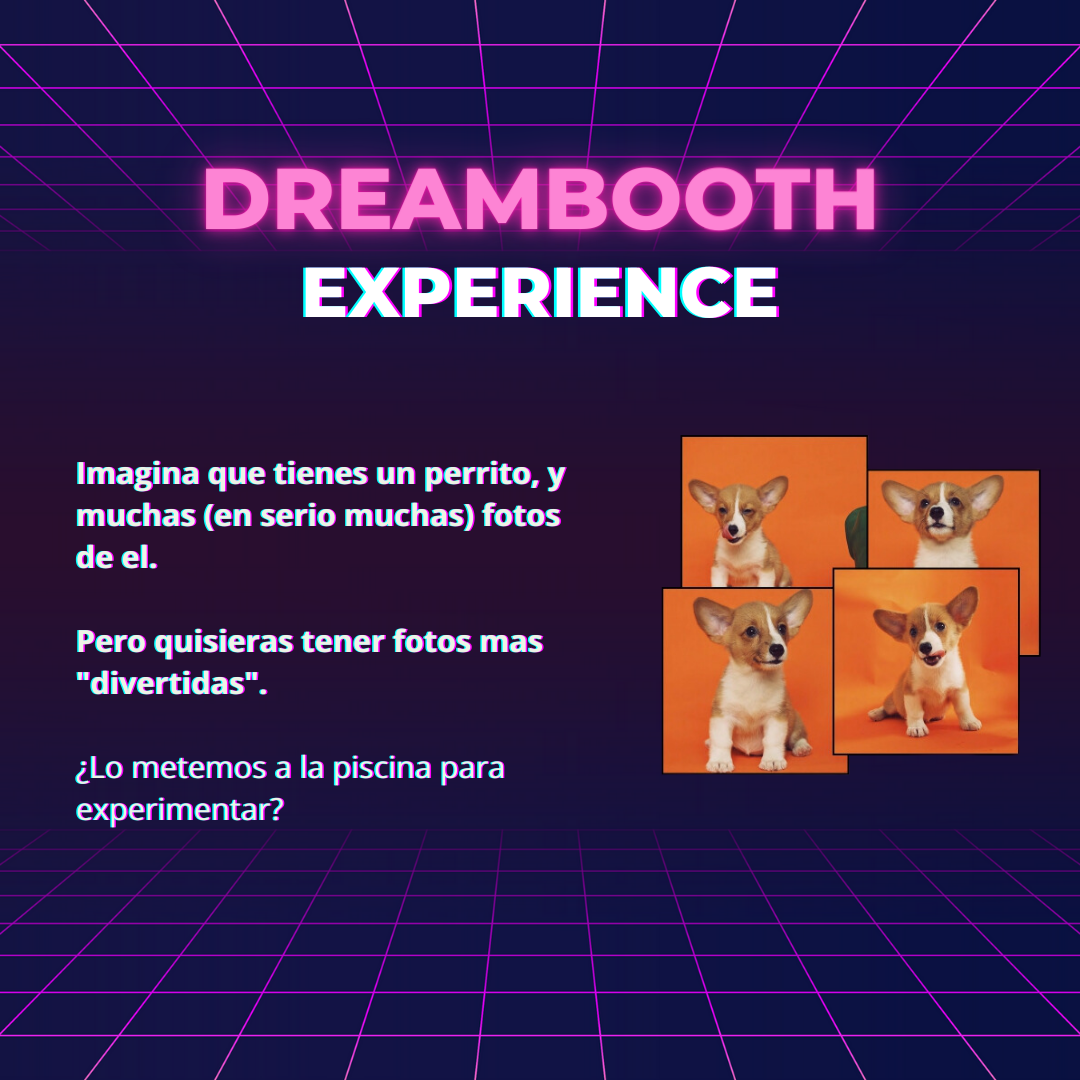 DREAMBOOTH
EXPERIENCE
Imagina que tienes un perrito, y
muchas (en serio muchas) fotos
de el.
Pero quisieras tener fotos mas
"divertidas".
¿Lo metemos a la piscina para
experimentar?